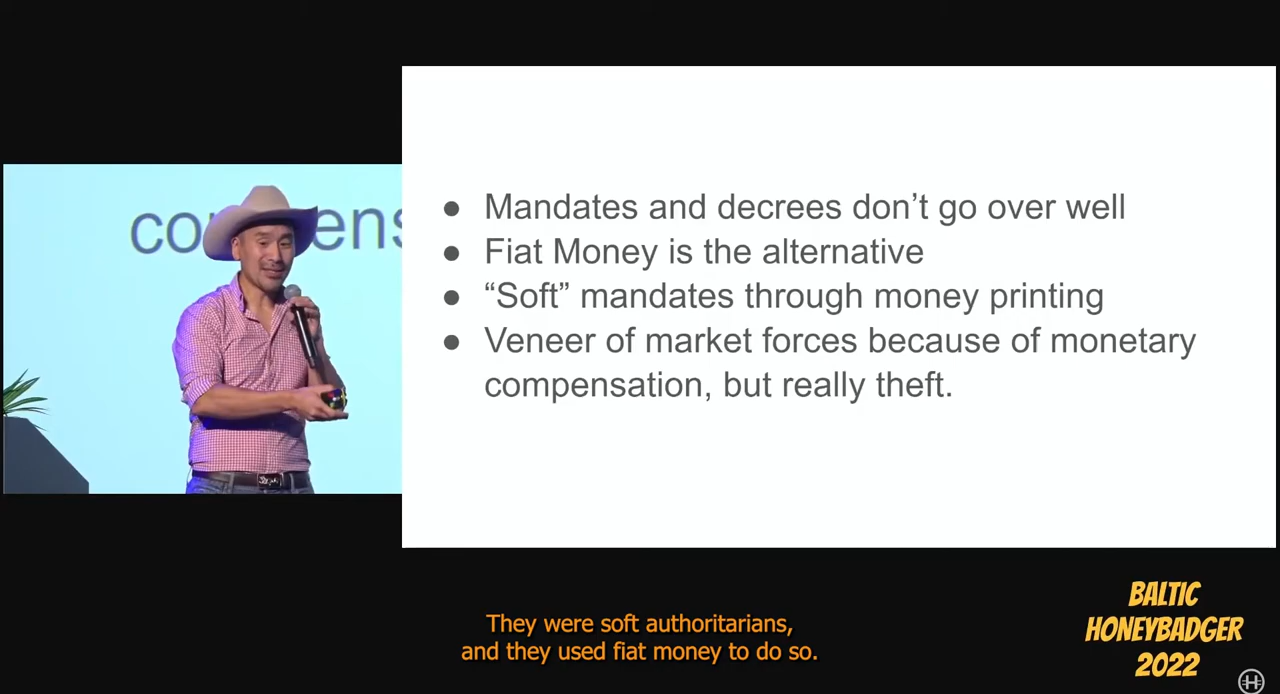 ● Mandates and decrees don’t go over well
● Fiat Money is the alternative
● “Soft” mandates through money printing
● Veneer of market forces because of monetary
compensation, but really theft.
They were soft authoritarians,
and they used fiat money to do so.
BALTIC
HONEYBADGER
2022